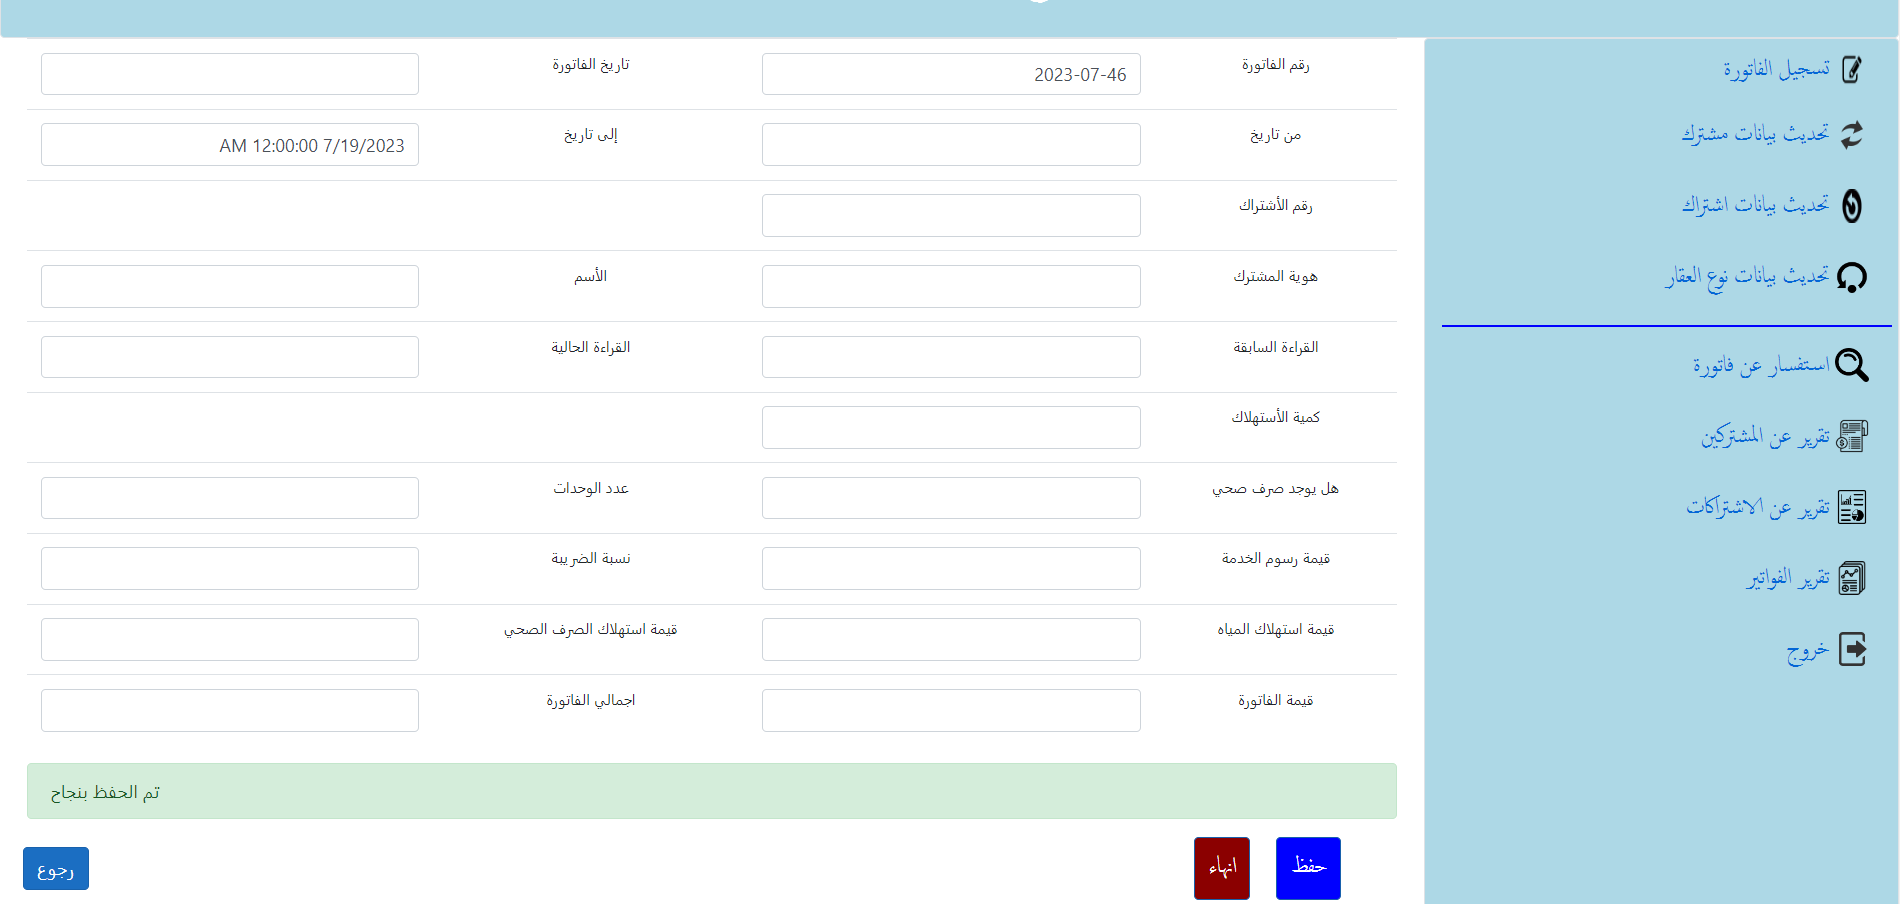 تسجيل الفاتورة
تحديث بيانات مشترك
تحديث بيانات اشتراك
تحديث بيانات نوع العقار
استفسار عن فاتورة
تقرير عن المشتركين
تقرير عن الاشتراكات
تقرير الفواتير
خروج
رقم الفاتورة 2023-07-46 تاريخ الفاتورة
من تاريخ إلى تاريخ AM 12:00:00 7/19/2023
رقم الأشتراك
هوية المشترك الأسم
القراءة السابقة القراءة الحالية
كمية الأستهلاك
هل يوجد صرف صحي عدد الوحدات
قيمة رسوم الخدمة نسبة الضريبة
قيمة استهلاك المياه قيمة استهلاك الصرف الصحي
قيمة الفاتورة اجمالي الفاتورة
تم الحفظ بنجاح
حفظ انهاء رجوع